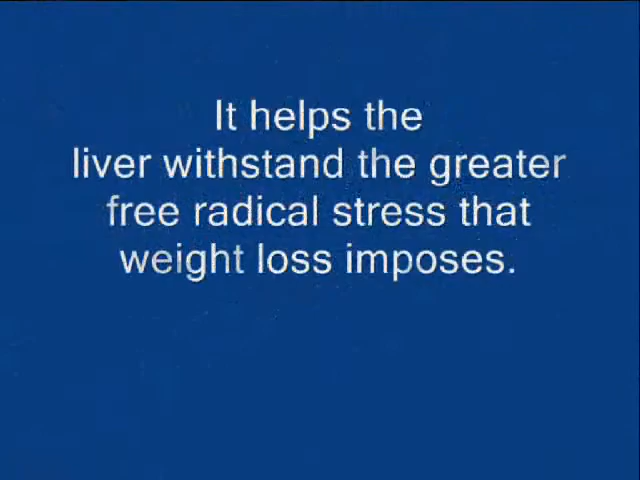 It helps the
liver withstand the greater
free radical stress that
weight loss imposes.